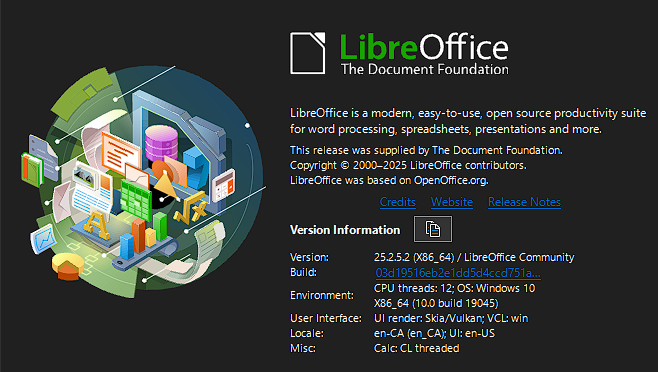 LibreOffice
The Document Foundation
LibreOffice is a modern, easy-to-use, open source productivity suite
for word processing, spreadsheets, presentations and more.
This release was supplied by The Document Foundation.
Copyright © 2000–2025 LibreOffice contributors.
LibreOffice was based on OpenOffice.org.
Credits Website Release Notes
Version Information
Version: 25.2.5.2 (X86_64) / LibreOffice Community
Build: 03d19516eb2e1dd5d4ccd751a...
Environment: CPU threads: 12; OS: Windows 10
X86_64 (10.0 build 19045)
User Interface: UI render: Skia/Vulkan; VCL: win
Locale: en-CA (en_CA); UI: en-US
Misc: Calc: CL threaded